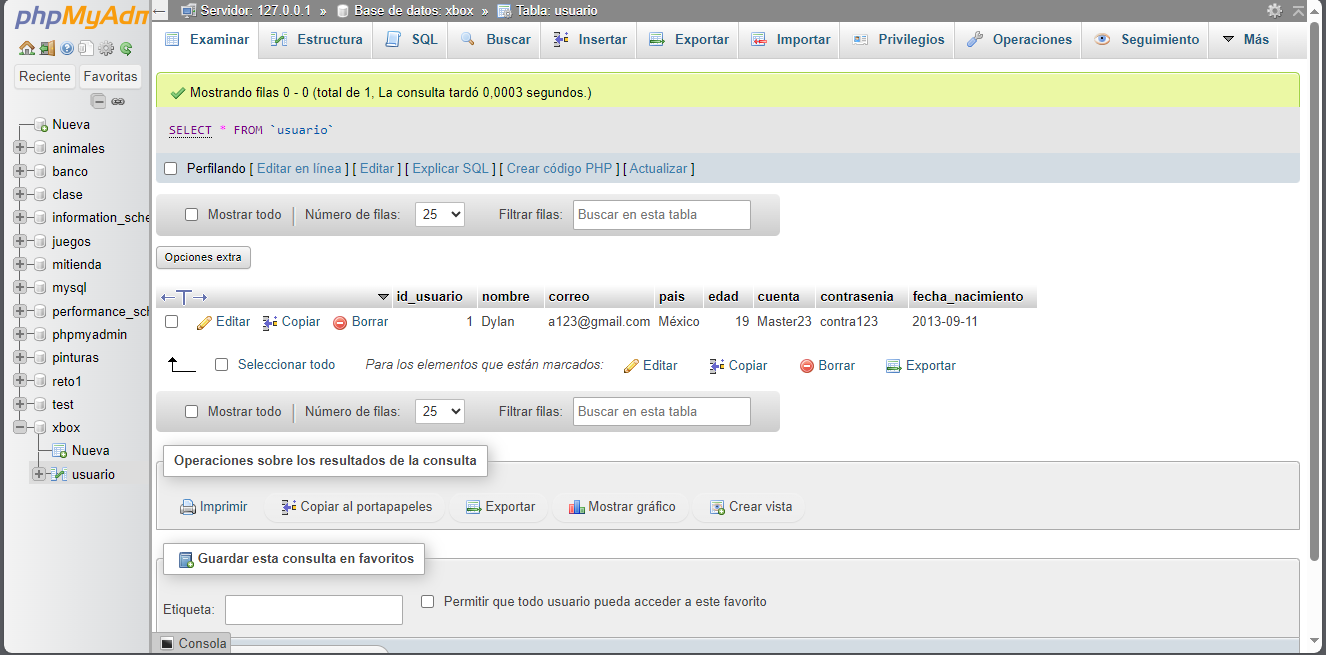 phpMyAdm
Servidor: 127.0.0.1 » Base de datos: xbox » Tabla: usuario
Examinar Estructura SQL Buscar Insertar Exportar Importar Privilegios Operaciones Seguimiento Más
Reciente Favoritas
Nueva
animales
banco
clase
information_sche
juegos
mitienda
mysql
performance_sch
phpmyadmin
pinturas
reto1
test
xbox
Nueva
usuario
Mostrando filas 0 - 0 (total de 1, La consulta tardó 0,0003 segundos.)
SELECT * FROM `usuario`
Perfilando [ Editar en línea ] [ Editar ] [ Explicar SQL ] [ Crear código PHP ] [ Actualizar ]
Mostrar todo Número de filas: 25 Filtrar filas: Buscar en esta tabla
Opciones extra
←T→ id_usuario nombre correo pais edad cuenta contrasenia fecha_nacimiento
Editar Copiar Borrar 1 Dylan a123@gmail.com México 19 Master23 contra123 2013-09-11
Seleccionar todo Para los elementos que están marcados: Editar Copiar Borrar Exportar
Mostrar todo Número de filas: 25 Filtrar filas: Buscar en esta tabla
Operaciones sobre los resultados de la consulta
Imprimir Copiar al portapapeles Exportar Mostrar gráfico Crear vista
Guardar esta consulta en favoritos
Etiqueta: Permitir que todo usuario pueda acceder a este favorito
Consola